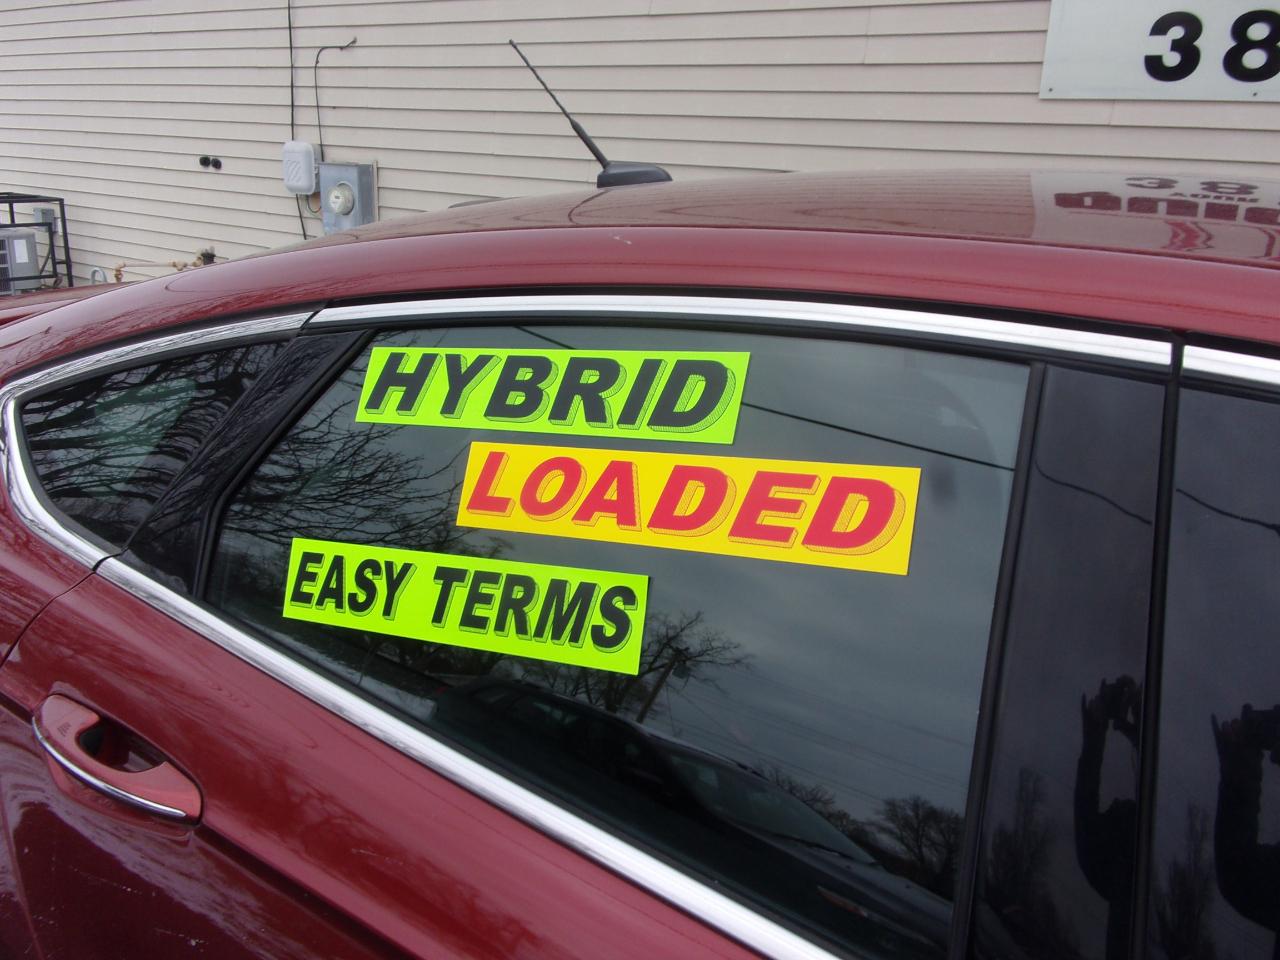 38
HYBRID
LOADED
EASY TERMS